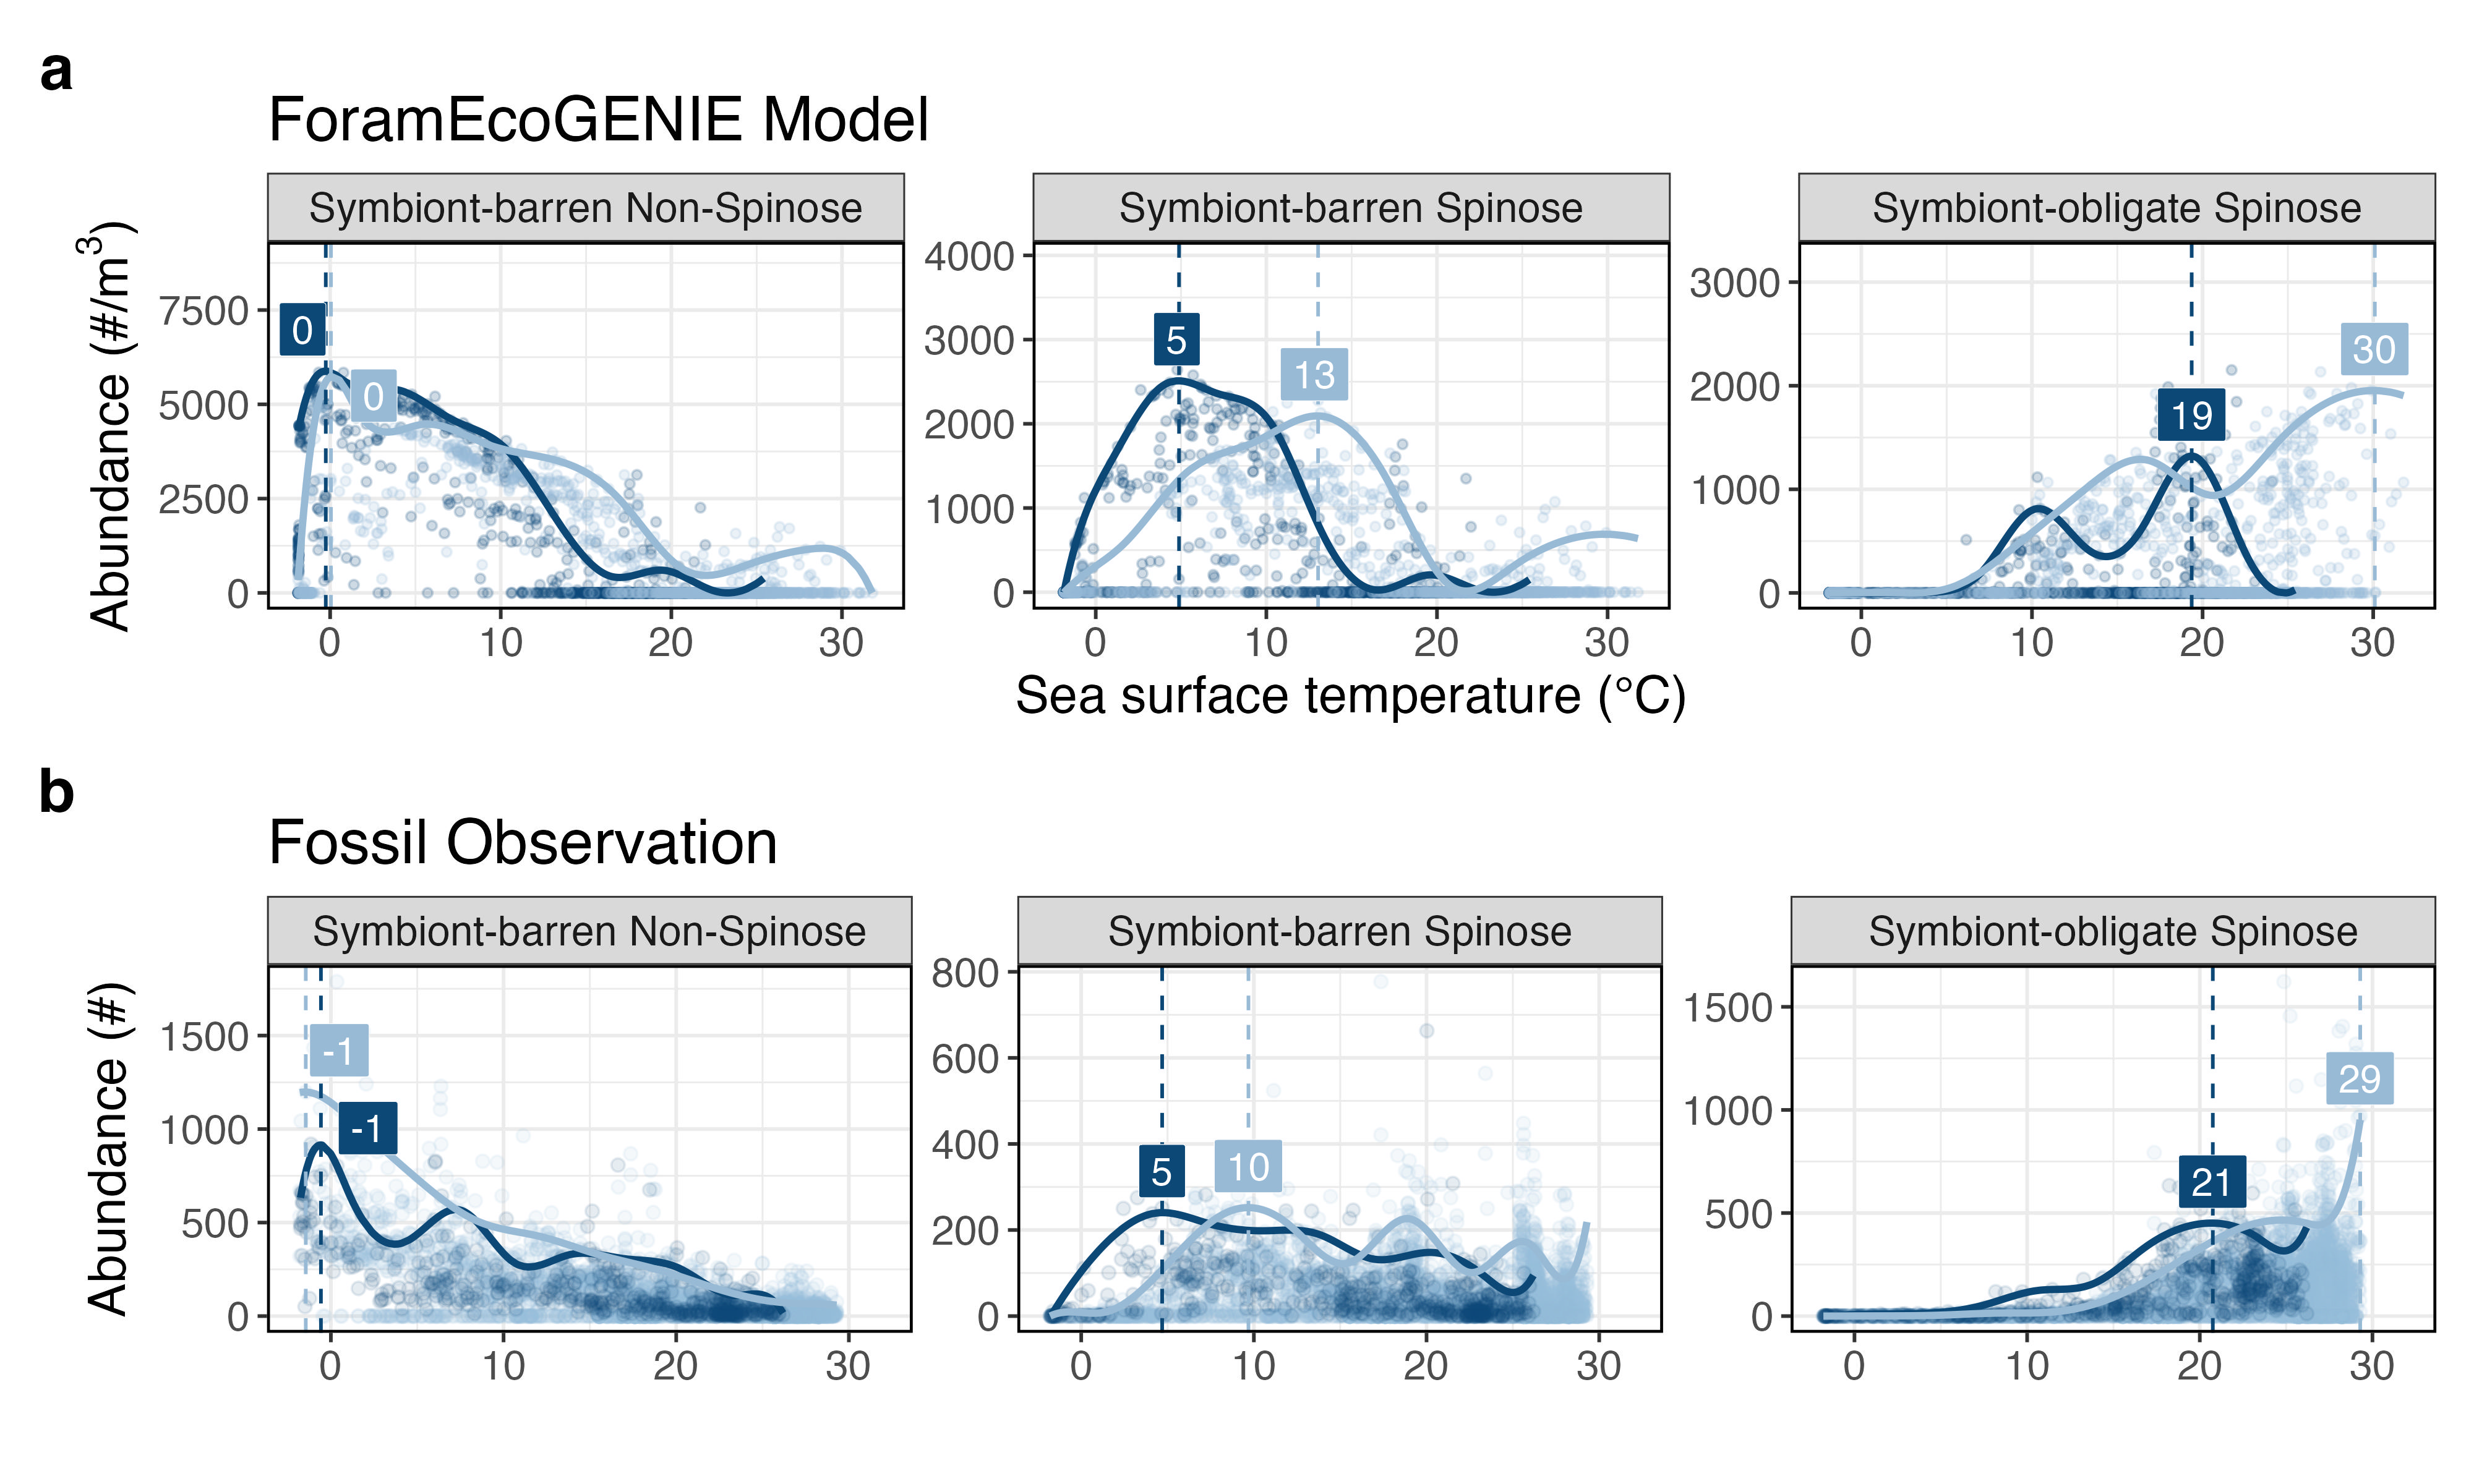 a
ForamEcoGENIE Model
Symbiont-barren Non-Spinose
Symbiont-barren Spinose
Symbiont-obligate Spinose
Abundance (#/m³)
7500
5000
2500
0
0
0
0 10 20 30
4000
3000
2000
1000
0
5
13
0 10 20 30
3000
2000
1000
0
19
30
0 10 20 30
Sea surface temperature (°C)
b
Fossil Observation
Symbiont-barren Non-Spinose
Symbiont-barren Spinose
Symbiont-obligate Spinose
Abundance (#)
1500
1000
500
0
-1
-1
0 10 20 30
800
600
400
200
0
5
10
0 10 20 30
1500
1000
500
0
21
29
0 10 20 30